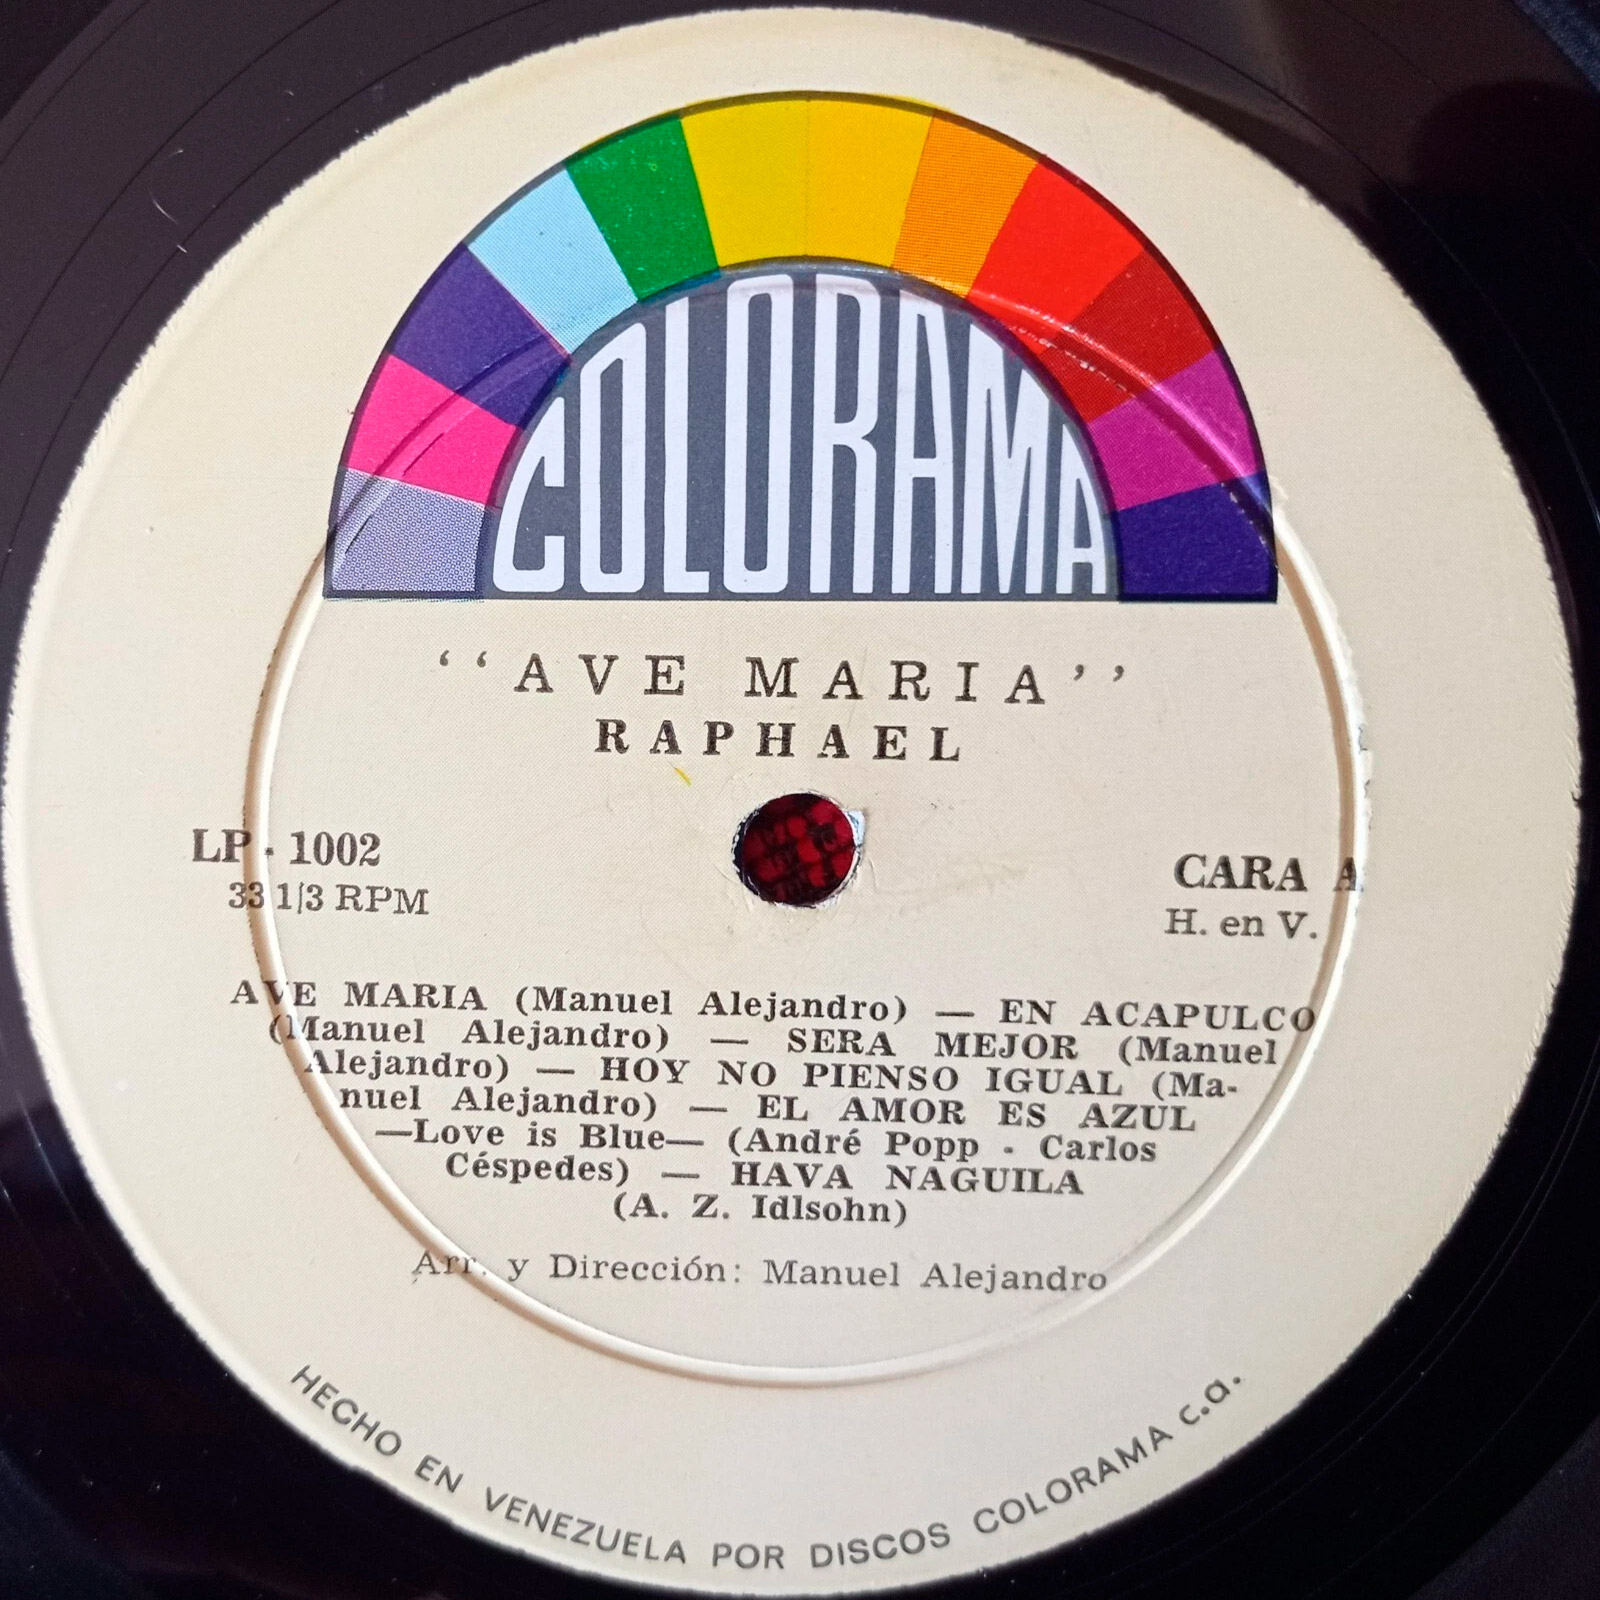 COLORAMA
‘‘AVE MARIA’’
RAPHAEL
LP - 1002
33 1/3 RPM
CARA A
H. en V.
AVE MARIA (Manuel Alejandro) — EN ACAPULCO
(Manuel Alejandro) — SERA MEJOR (Manuel
Alejandro) — HOY NO PIENSO IGUAL (Ma-
nuel Alejandro) — EL AMOR ES AZUL
—Love is Blue— (André Popp - Carlos
Céspedes) — HAVA NAGUILA
(A. Z. Idlsohn)
Arr. y Dirección: Manuel Alejandro
HECHO EN VENEZUELA POR DISCOS COLORAMA c.a.